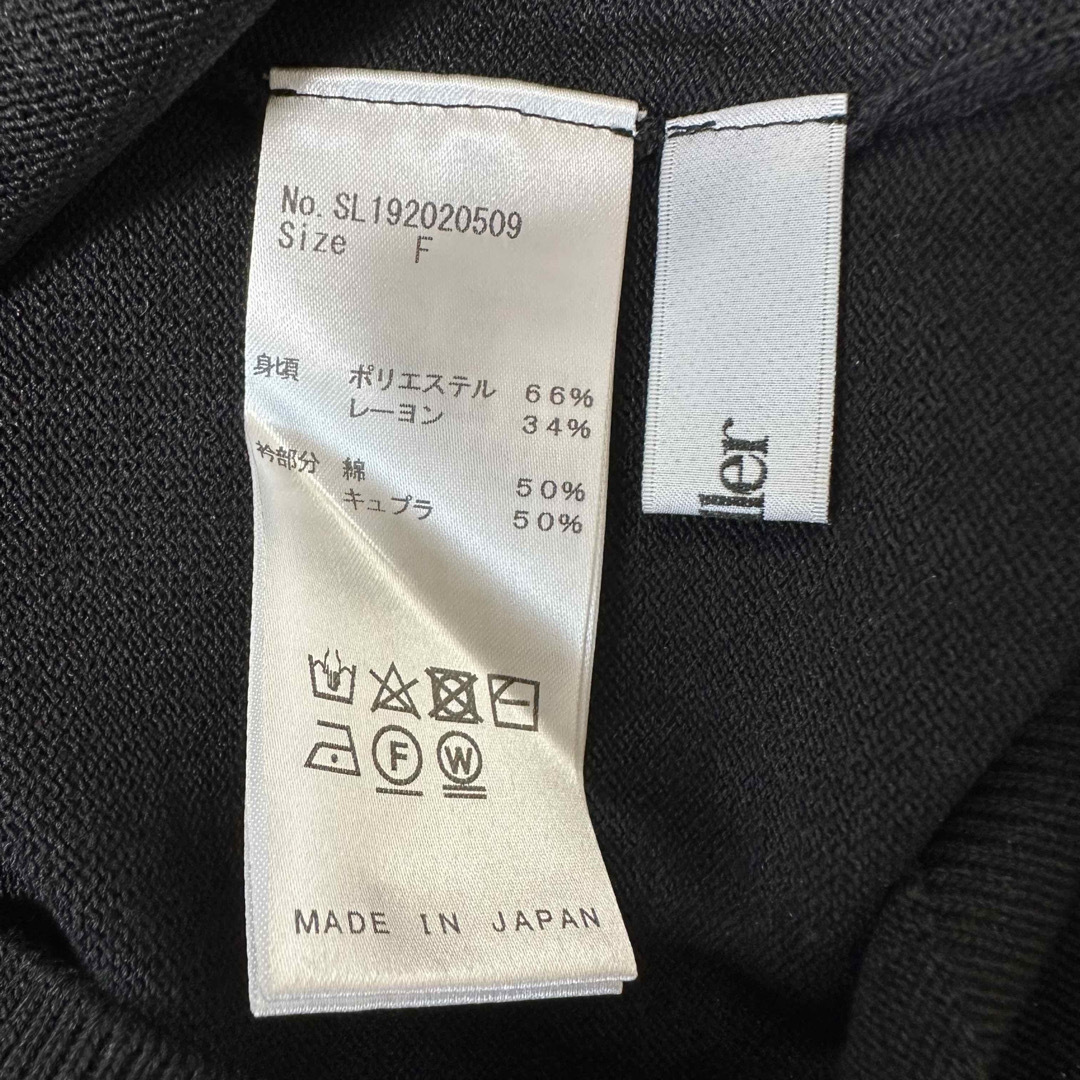 No. SL192020509
Size F
身頃 ポリエステル 66%
レーヨン 34%
衿部分 綿 50%
キュプラ 50%
F W
MADE IN JAPAN
ller